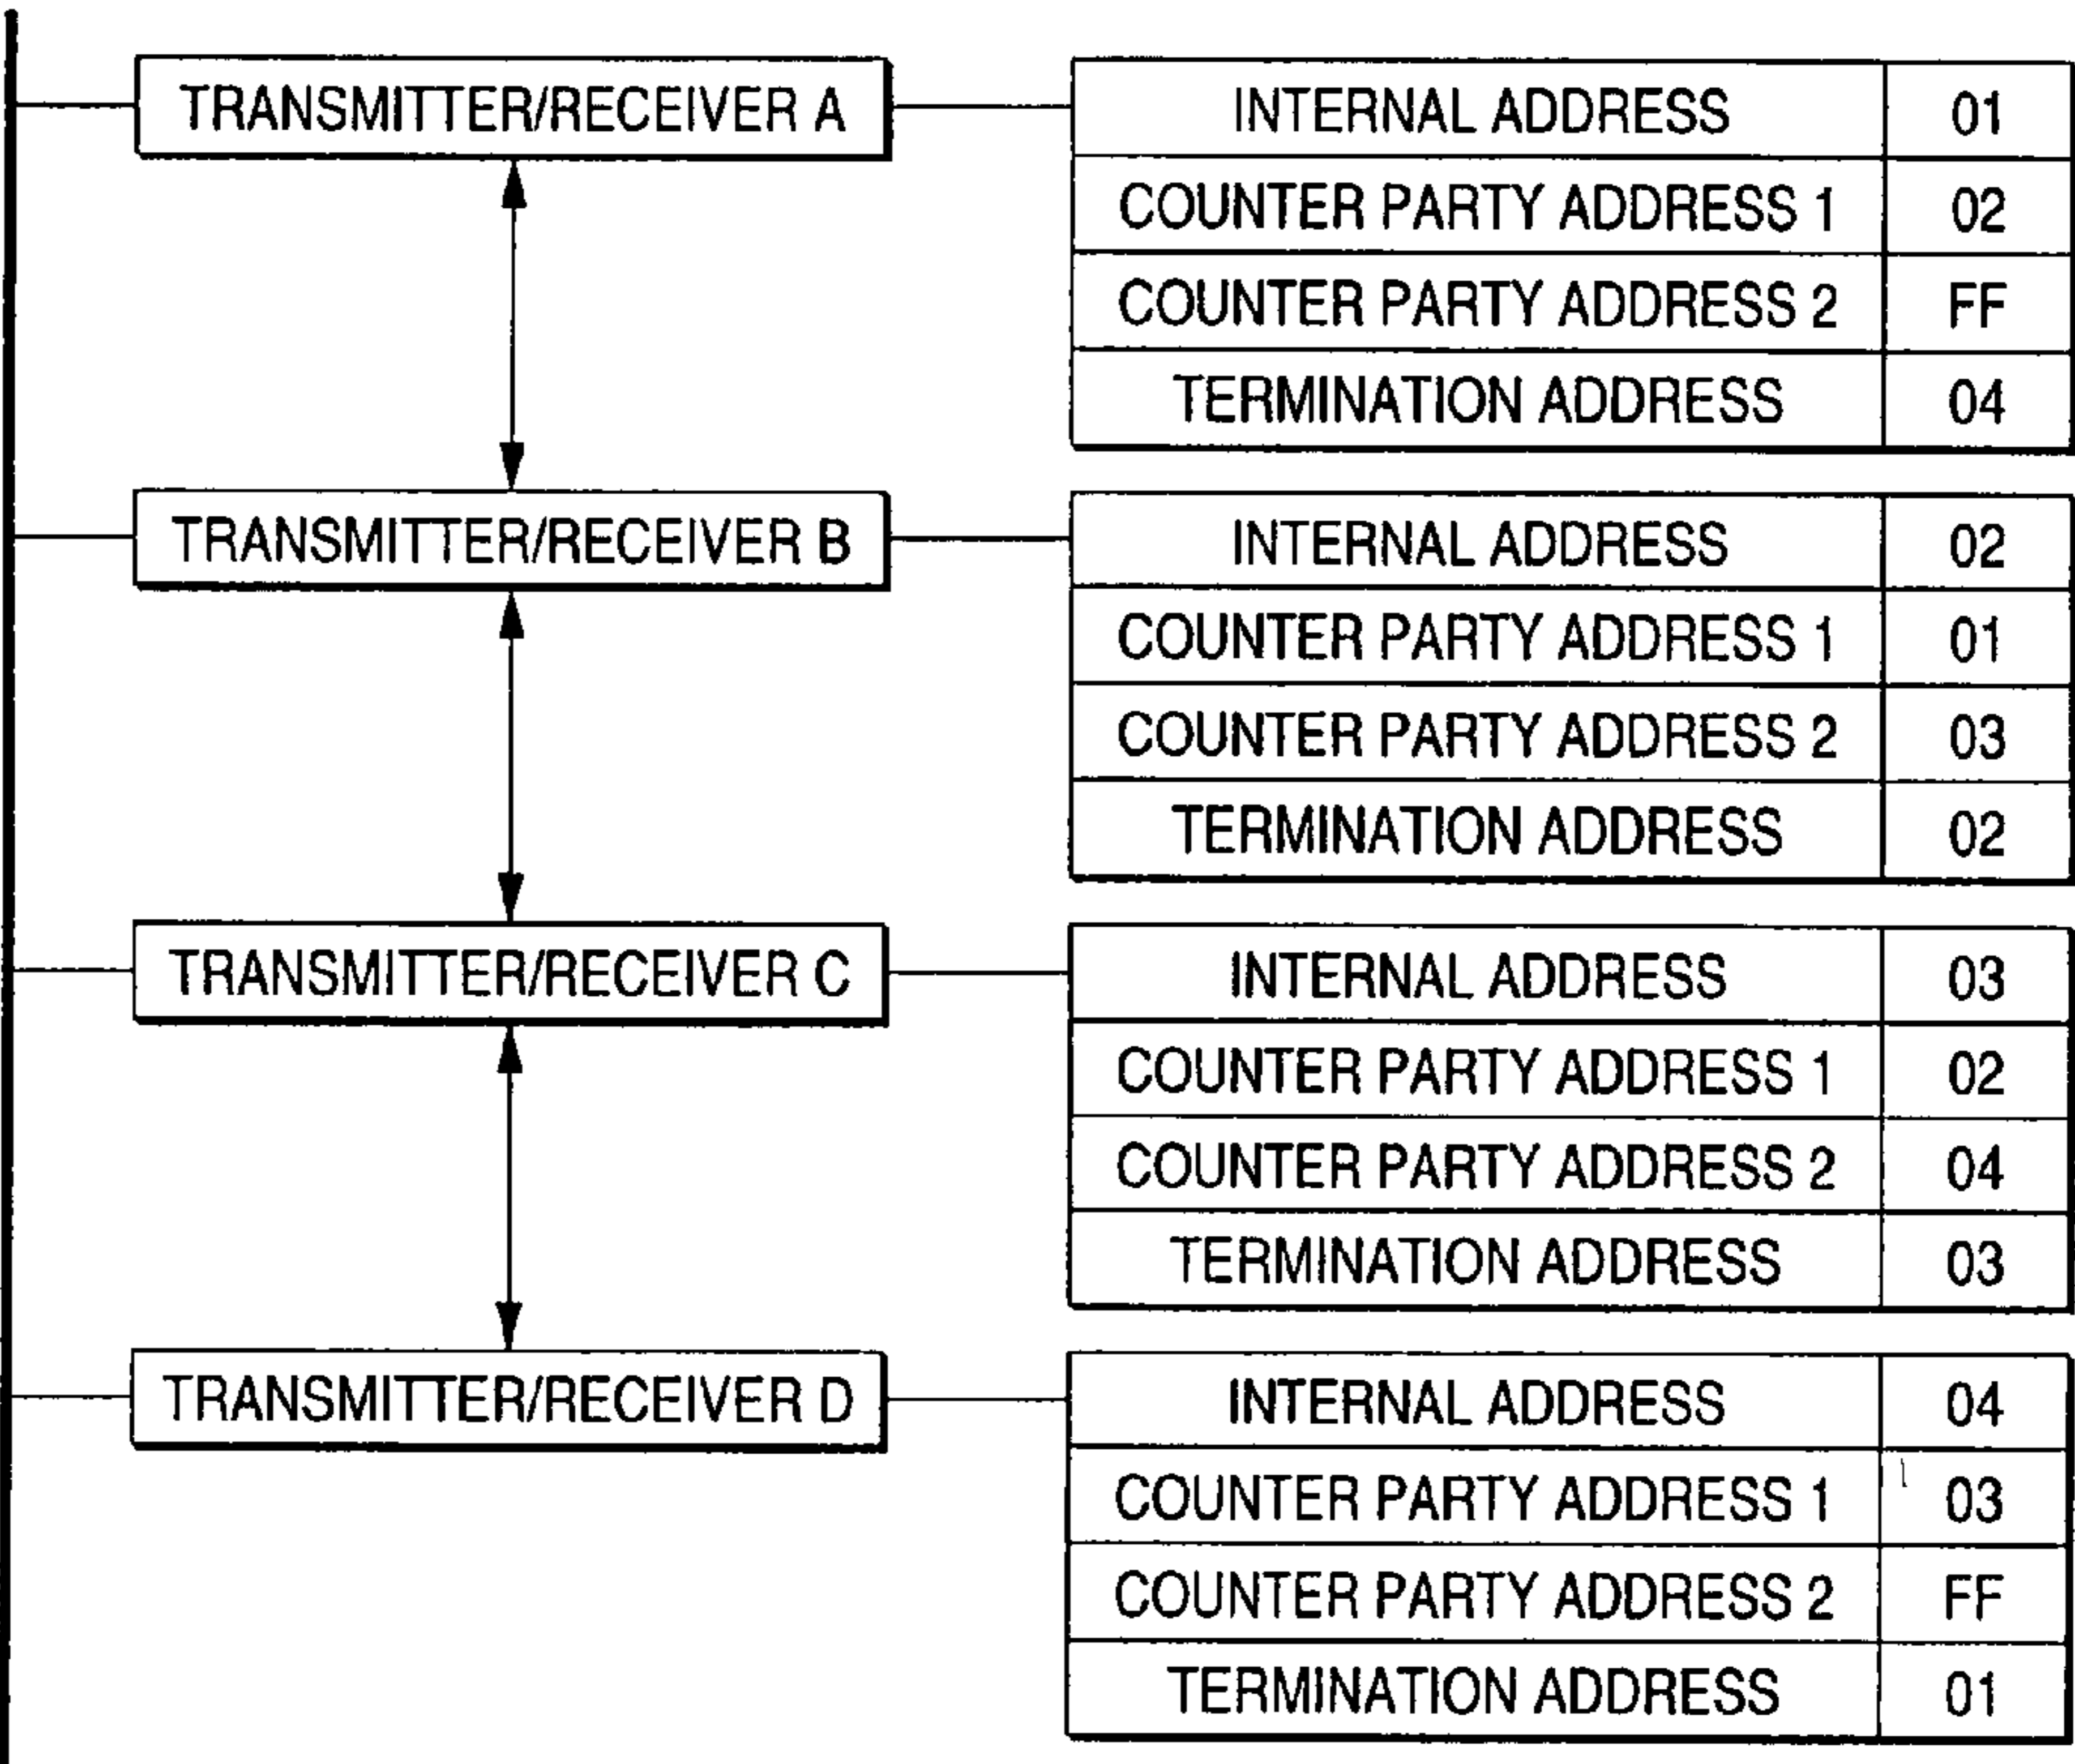 TRANSMITTER/RECEIVER A
INTERNAL ADDRESS 01
COUNTER PARTY ADDRESS 1 02
COUNTER PARTY ADDRESS 2 FF
TERMINATION ADDRESS 04
TRANSMITTER/RECEIVER B
INTERNAL ADDRESS 02
COUNTER PARTY ADDRESS 1 01
COUNTER PARTY ADDRESS 2 03
TERMINATION ADDRESS 02
TRANSMITTER/RECEIVER C
INTERNAL ADDRESS 03
COUNTER PARTY ADDRESS 1 02
COUNTER PARTY ADDRESS 2 04
TERMINATION ADDRESS 03
TRANSMITTER/RECEIVER D
INTERNAL ADDRESS 04
COUNTER PARTY ADDRESS 1 03
COUNTER PARTY ADDRESS 2 FF
TERMINATION ADDRESS 01